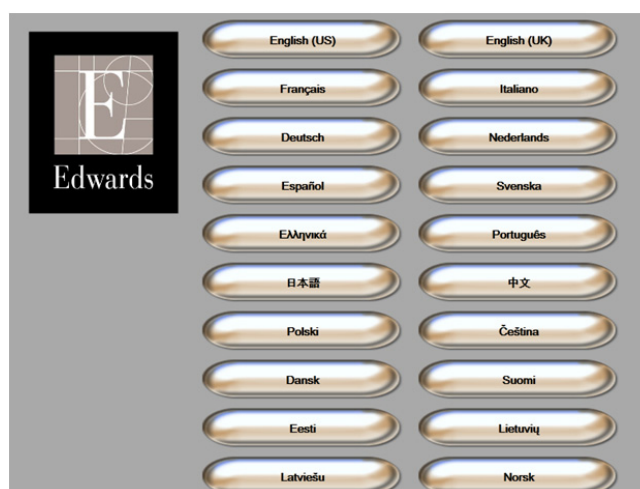 E
Edwards
English (US)
English (UK)
Français
Italiano
Deutsch
Nederlands
Español
Svenska
Ελληνικά
Português
日本語
中文
Polski
Čeština
Dansk
Suomi
Eesti
Lietuvių
Latviešu
Norsk